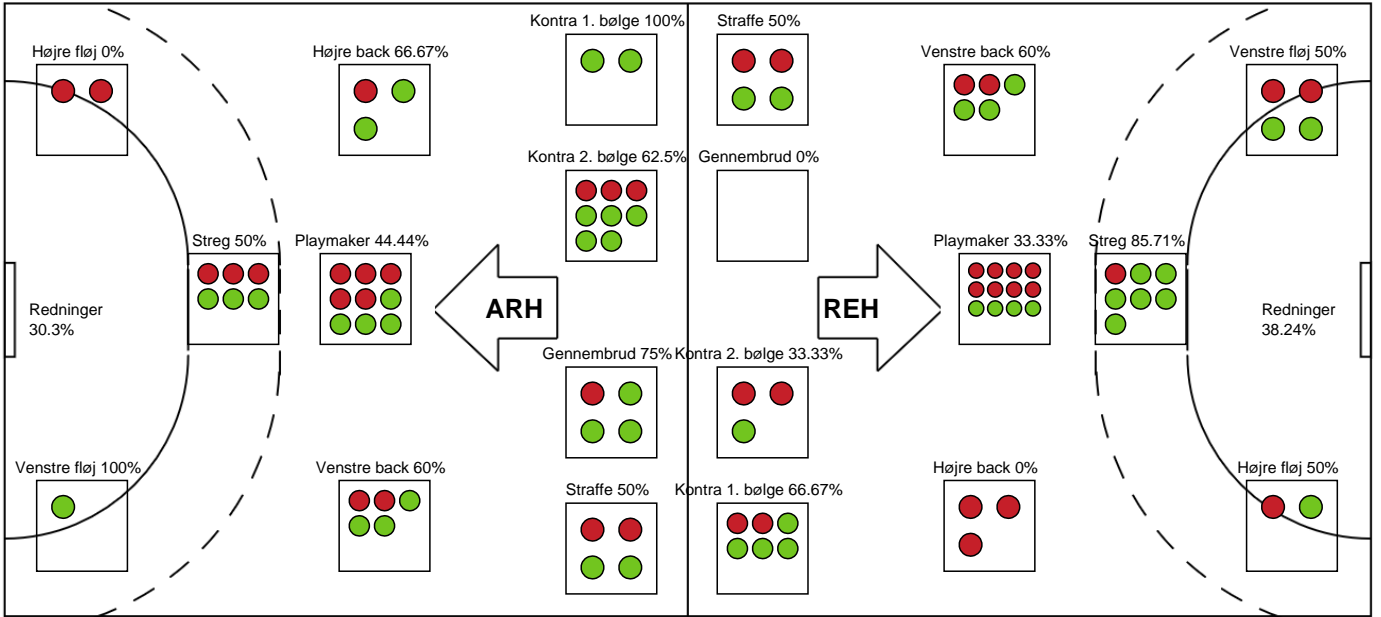 Kontra 1. bølge 100%
Straffe 50%
Højre fløj 0%
Højre back 66.67%
Venstre back 60%
Venstre fløj 50%
Kontra 2. bølge 62.5%
Gennembrud 0%
Streg 50%
Playmaker 44.44%
Playmaker 33.33%
Streg 85.71%
Redninger
30.3%
ARH
REH
Redninger
38.24%
Gennembrud 75%
Kontra 2. bølge 33.33%
Venstre fløj 100%
Venstre back 60%
Højre back 0%
Højre fløj 50%
Straffe 50%
Kontra 1. bølge 66.67%